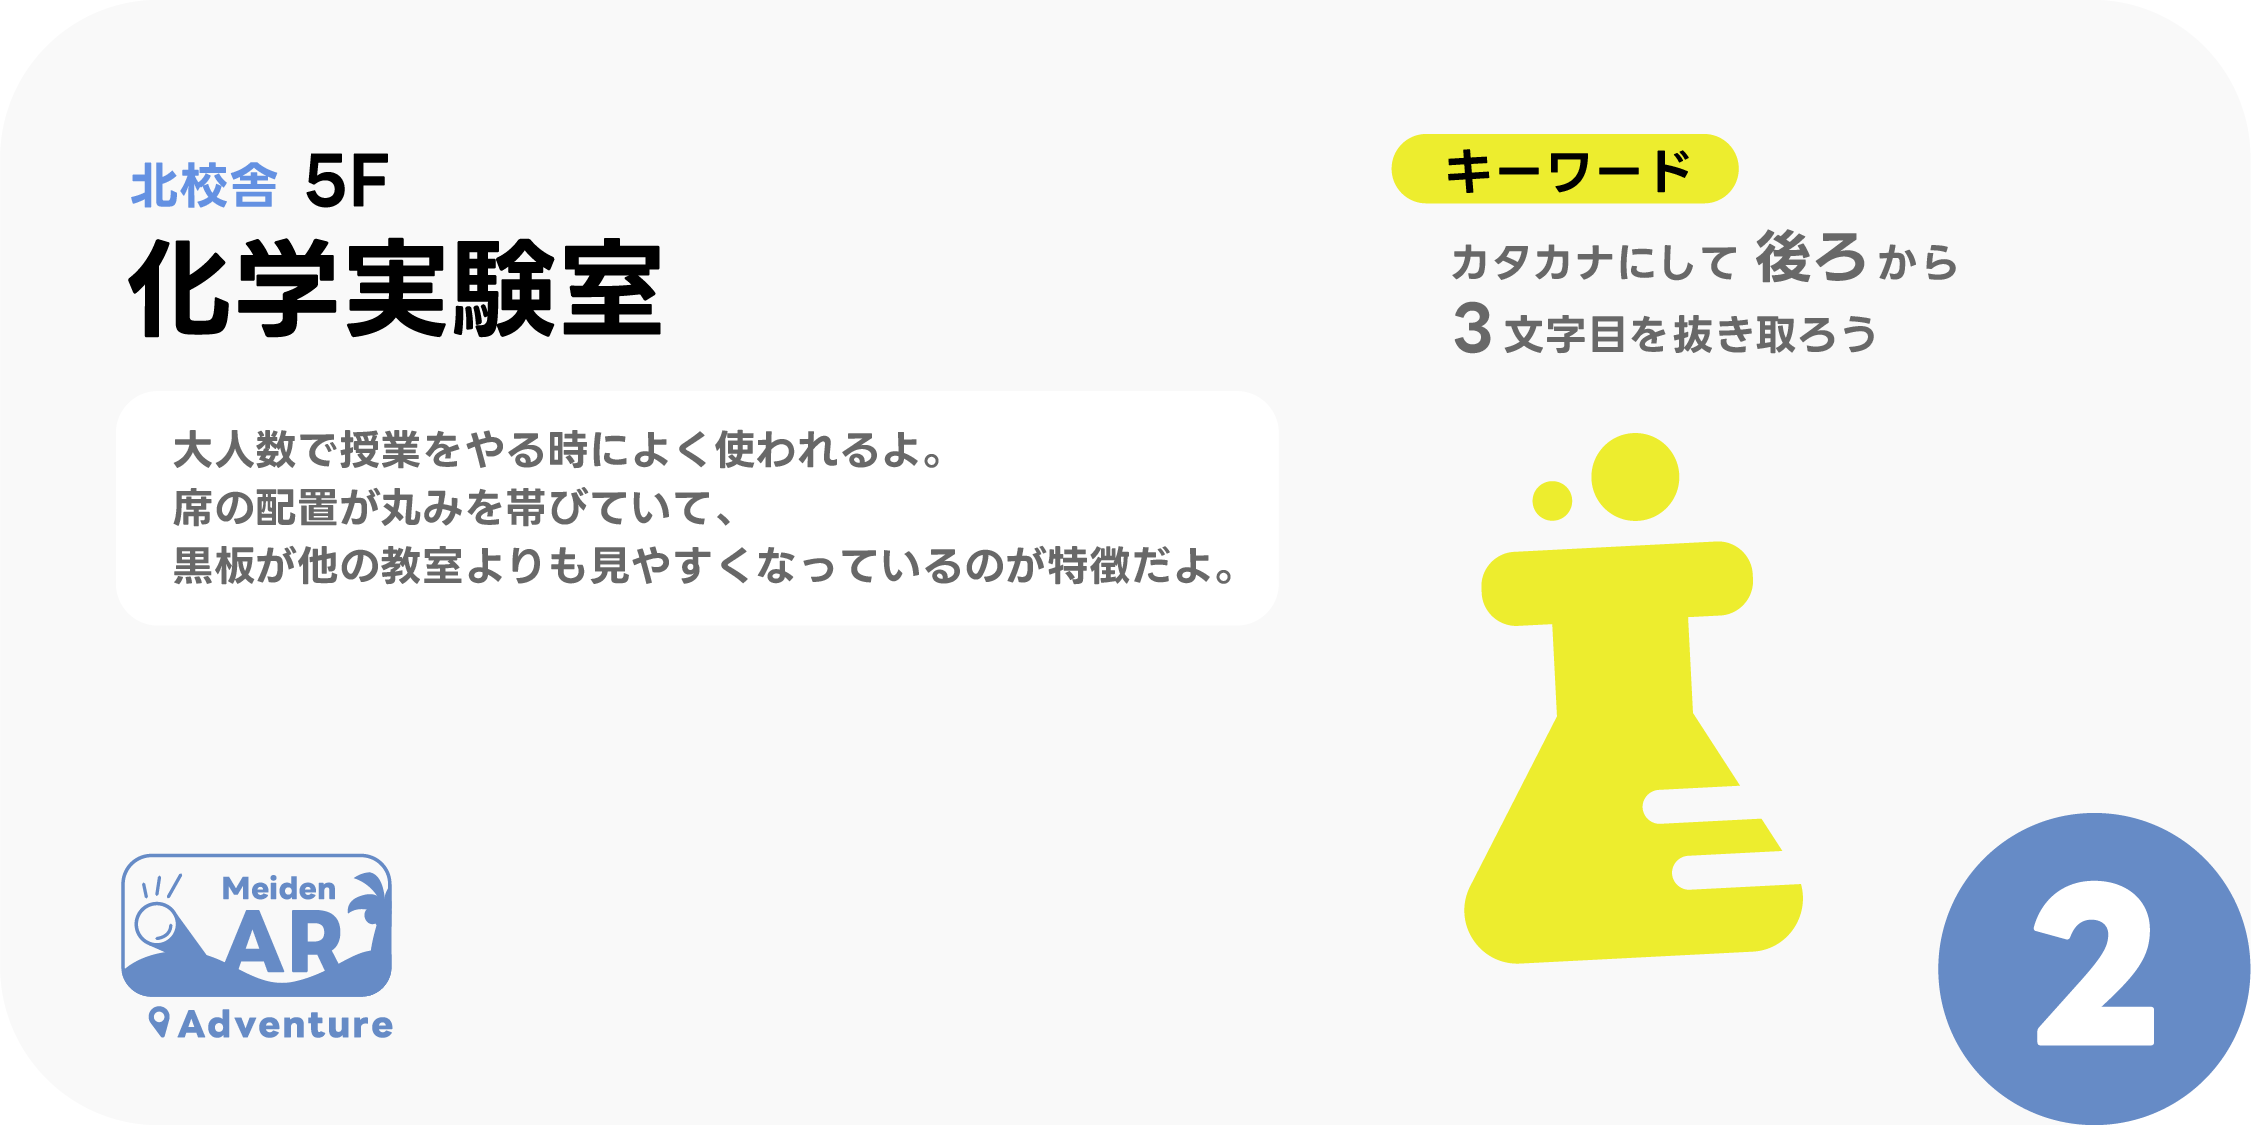 北校舎 5F
化学実験室
大人数で授業をやる時によく使われるよ。
席の配置が丸みを帯びていて、
黒板が他の教室よりも見やすくなっているのが特徴だよ。
キーワード
カタカナにして 後ろから
3文字目を抜き取ろう
Meiden
AR
Adventure
2